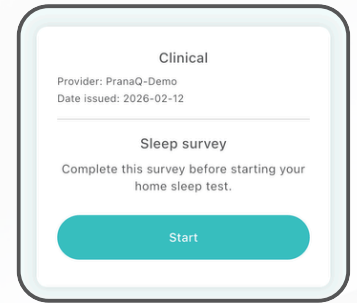 Clinical
Provider: PranaQ-Demo
Date issued: 2026-02-12
Sleep survey
Complete this survey before starting your
home sleep test.
Start